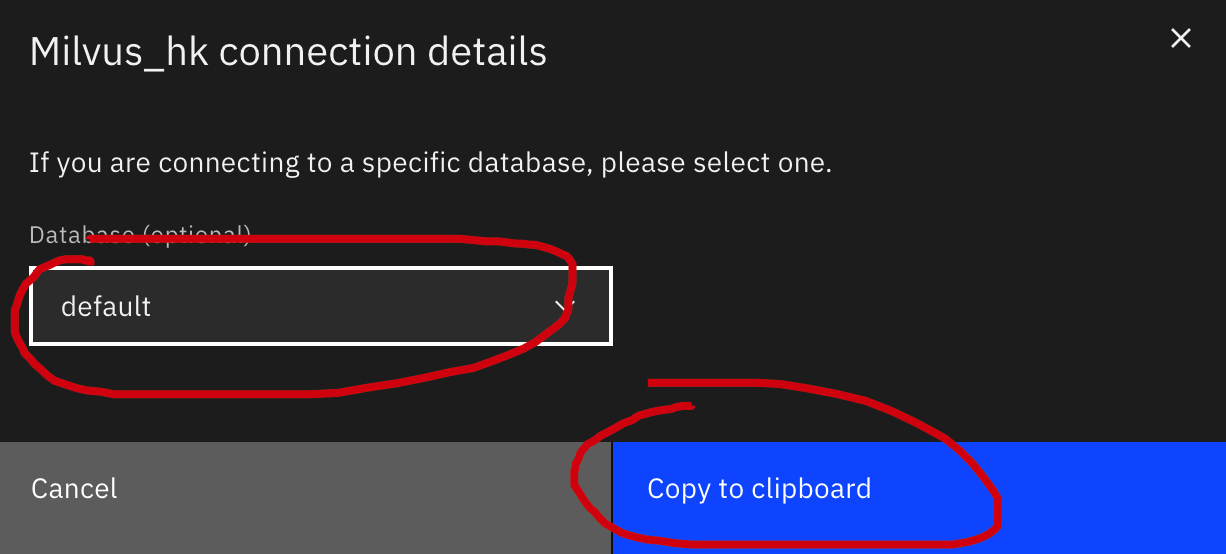 Milvus_hk connection details
If you are connecting to a specific database, please select one.
Database (optional)
default
Cancel
Copy to clipboard